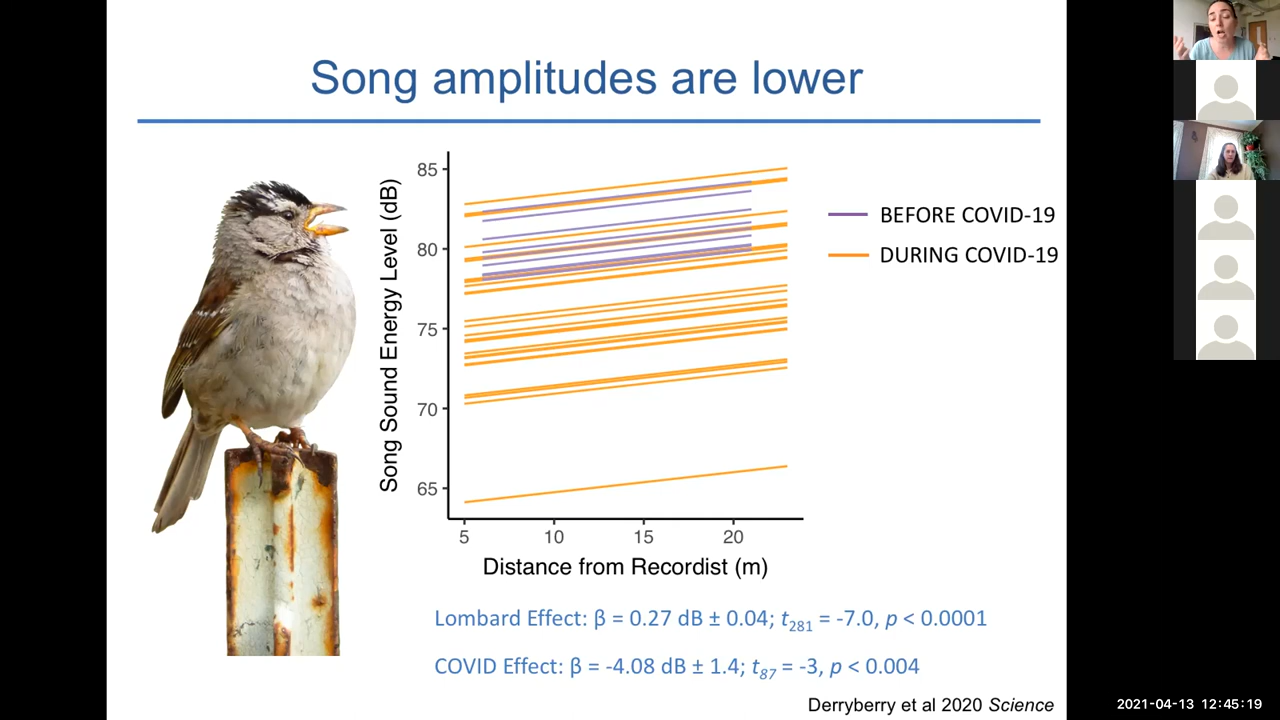 Song amplitudes are lower
Song Sound Energy Level (dB)
85
80
75
70
65
5 10 15 20
Distance from Recordist (m)
BEFORE COVID-19
DURING COVID-19
Lombard Effect: β = 0.27 dB ± 0.04; t281 = -7.0, p < 0.0001
COVID Effect: β = -4.08 dB ± 1.4; t87 = -3, p < 0.004
Derryberry et al 2020 Science
2021-04-13 12:45:19